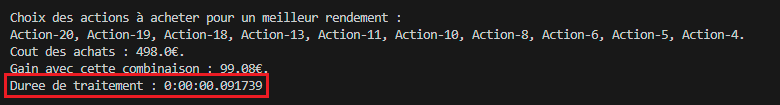 Choix des actions à acheter pour un meilleur rendement :
Action-20, Action-19, Action-18, Action-13, Action-11, Action-10, Action-8, Action-6, Action-5, Action-4.
Cout des achats : 498.0€.
Gain avec cette combinaison : 99.08€.
Duree de traitement : 0:00:00.091739